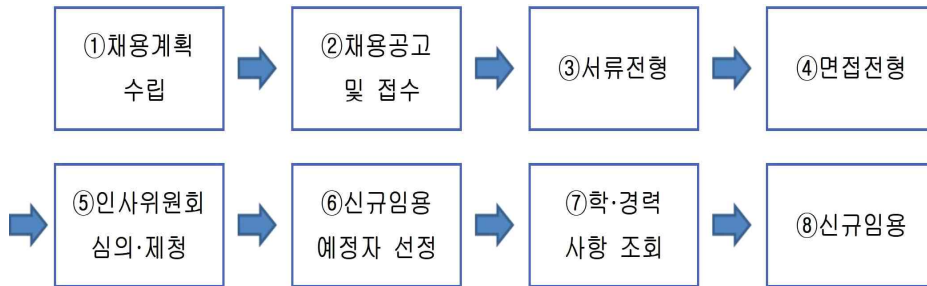 ①채용계획
수립
②채용공고
및 접수
③서류전형
④면접전형
⑤인사위원회
심의·제청
⑥신규임용
예정자 선정
⑦학·경력
사항 조회
⑧신규임용